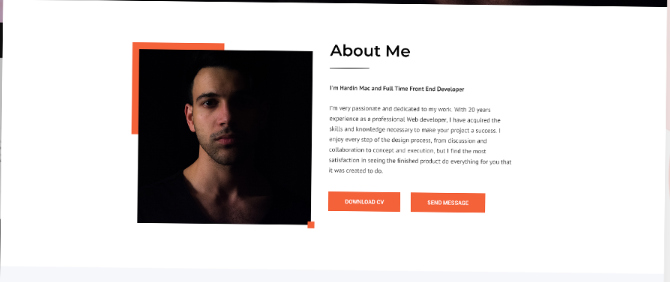 About Me
I'm Hardin Mac and Full Time Front End Developer
I'm very passionate and dedicated to my work. With 20 years
experience as a professional Web developer, I have acquired the
skills and knowledge necessary to make your project a success. I
enjoy every step of the design process, from discussion and
collaboration to concept and execution, but I find the most
satisfaction in seeing the finished product do everything for you that
it was created to do.
DOWNLOAD CV
SEND MESSAGE